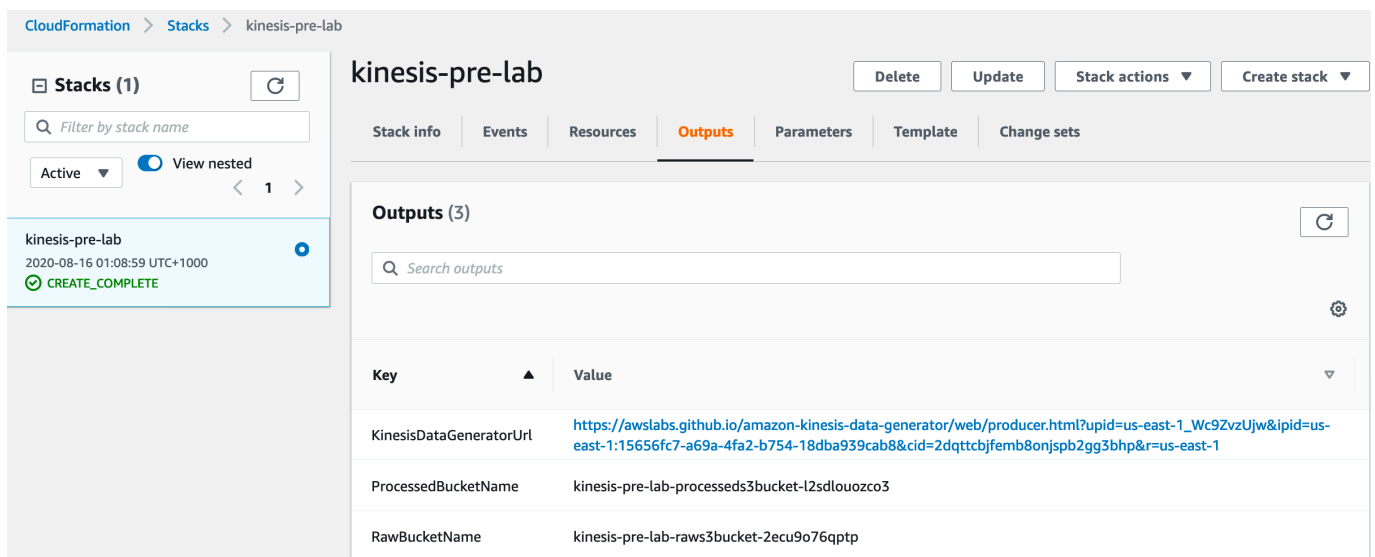 CloudFormation > Stacks > kinesis-pre-lab
Stacks (1)
Filter by stack name
Active
View nested
1
kinesis-pre-lab
2020-08-16 01:08:59 UTC+1000
CREATE_COMPLETE
kinesis-pre-lab
Delete Update Stack actions Create stack
Stack info Events Resources Outputs Parameters Template Change sets
Outputs (3)
Search outputs
Key Value
KinesisDataGeneratorUrl
https://awslabs.github.io/amazon-kinesis-data-generator/web/producer.html?upid=us-east-1_Wc9ZvzUjw&ipid=us-
east-1:15656fc7-a69a-4fa2-b754-18dba939cab8&cid=2dqttcbjfemb8onjspb2gg3bhp&r=us-east-1
ProcessedBucketName kinesis-pre-lab-processeds3bucket-l2sdlouozco3
RawBucketName kinesis-pre-lab-raws3bucket-2ecu9o76qptp